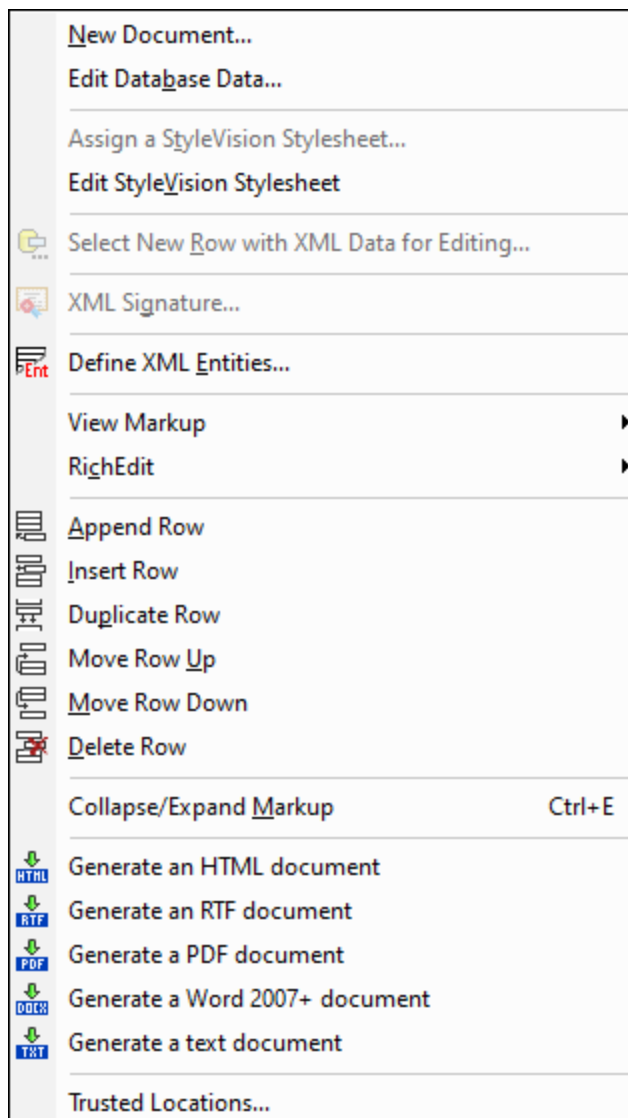 New Document...
Edit Database Data...
Assign a StyleVision Stylesheet...
Edit StyleVision Stylesheet
Select New Row with XML Data for Editing...
XML Signature...
Ent Define XML Entities...
View Markup
RichEdit
Append Row
Insert Row
Duplicate Row
Move Row Up
Move Row Down
Delete Row
Collapse/Expand Markup Ctrl+E
HTML Generate an HTML document
RTF Generate an RTF document
PDF Generate a PDF document
DOCX Generate a Word 2007+ document
TXT Generate a text document
Trusted Locations...